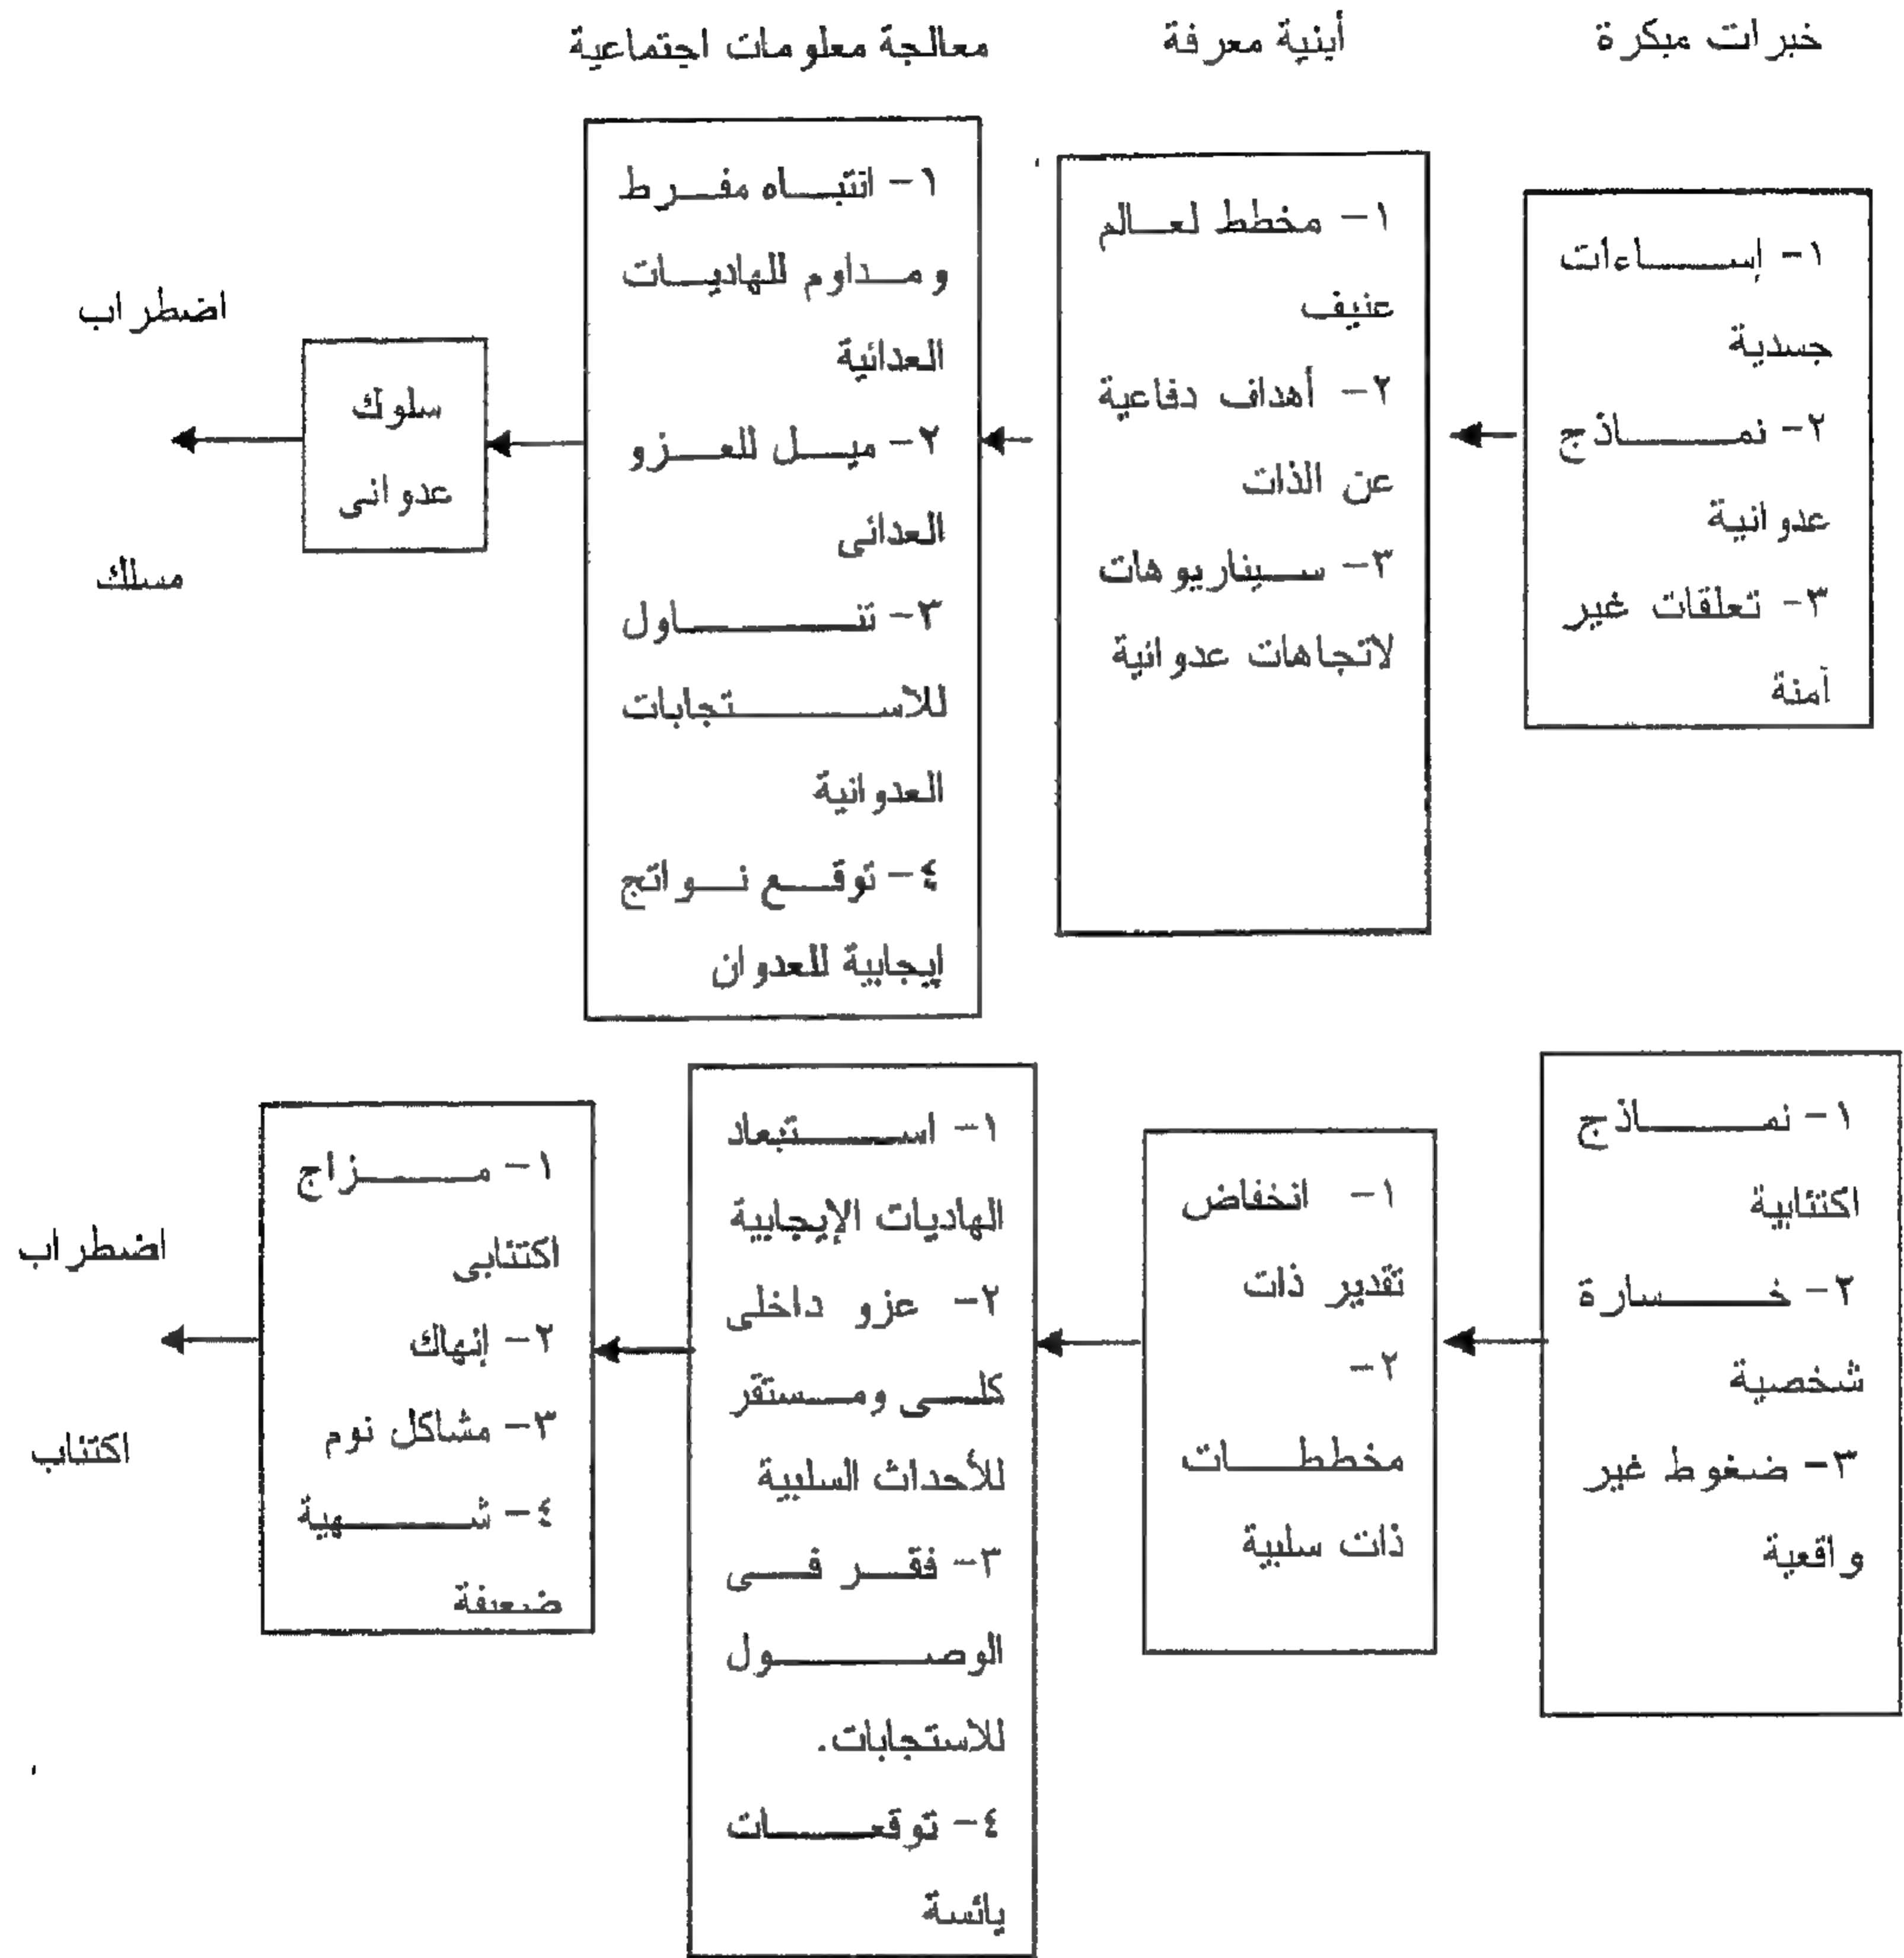 خبرات مبكرة
أبنية معرفة
معالجة معلومات اجتماعية
١- إساءات
جسدية
٢- نماذج
عدوانية
٣- تعلقات غير
آمنة
١- مخطط لعالم
عنيف
٢- أهداف دفاعية
عن الذات
٣- سيناريوهات
لاتجاهات عدوانية
١- انتباه مفرط
ومداوم للهاديات
العدائية
٢- ميل للعزو
العدائى
٣- تناول
للاستجابات
العدوانية
٤- توقع نواتج
إيجابية للعدوان
سلوك
عدوانى
اضطراب
مسلك
١- نماذج
اكتئابية
٢- خسارة
شخصية
٣- ضغوط غير
واقعية
١- انخفاض
تقدير ذات
٢-
مخططات
ذات سلبية
١- استبعاد
الهاديات الإيجابية
٢- عزو داخلى
كلى ومستقر
للأحداث السلبية
٣- فقر فى
الوصول
للاستجابات.
٤- توقعات
يائسة
١- مزاج
اكتئابى
٢- إنهاك
٣- مشاكل نوم
٤- شهية
ضعيفة
اضطراب
اكتئاب